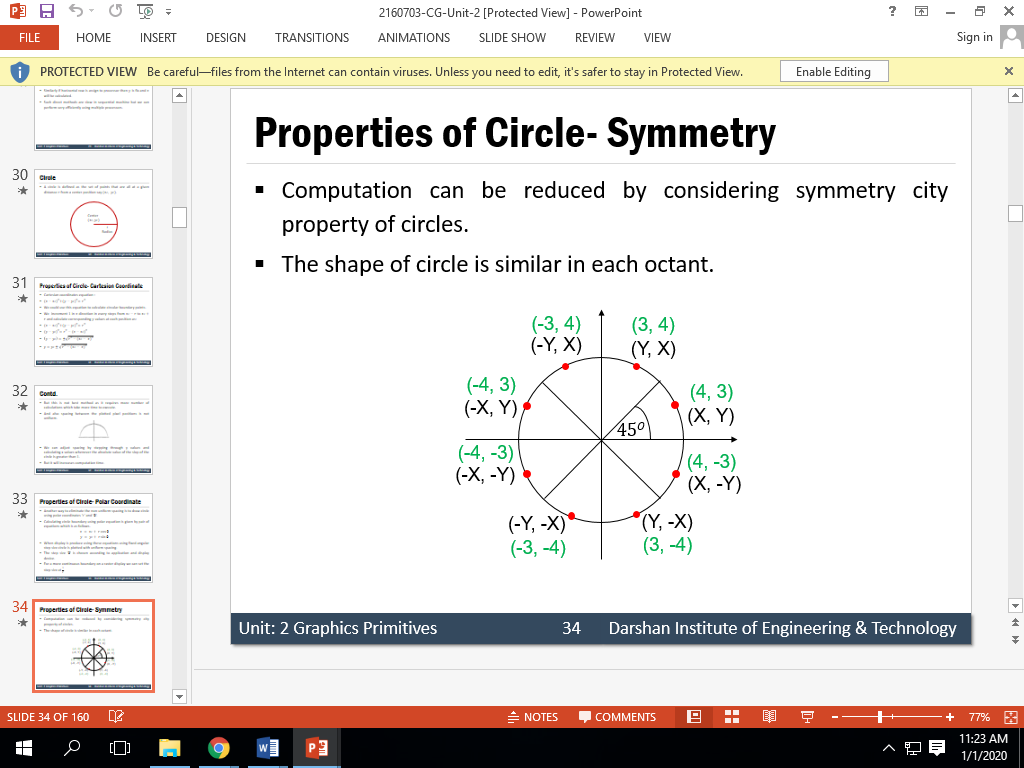 2160703-CG-Unit-2 [Protected View] - PowerPoint
FILE HOME INSERT DESIGN TRANSITIONS ANIMATIONS SLIDE SHOW REVIEW VIEW Sign in
PROTECTED VIEW Be careful—files from the Internet can contain viruses. Unless you need to edit, it's safer to stay in Protected View. Enable Editing
30
Circle
31
Properties of Circle- Cartesian Coordinate
32
Contd.
33
Properties of Circle- Polar Coordinate
34
Properties of Circle- Symmetry
Properties of Circle- Symmetry
Computation can be reduced by considering symmetry city
property of circles.
The shape of circle is similar in each octant.
(-3, 4) (3, 4)
(-Y, X) (Y, X)
(-4, 3) (4, 3)
(-X, Y) (X, Y)
45⁰
(-4, -3) (4, -3)
(-X, -Y) (X, -Y)
(-Y, -X) (Y, -X)
(-3, -4) (3, -4)
Unit: 2 Graphics Primitives 34 Darshan Institute of Engineering & Technology
SLIDE 34 OF 160 NOTES COMMENTS 77%
11:23 AM
1/1/2020